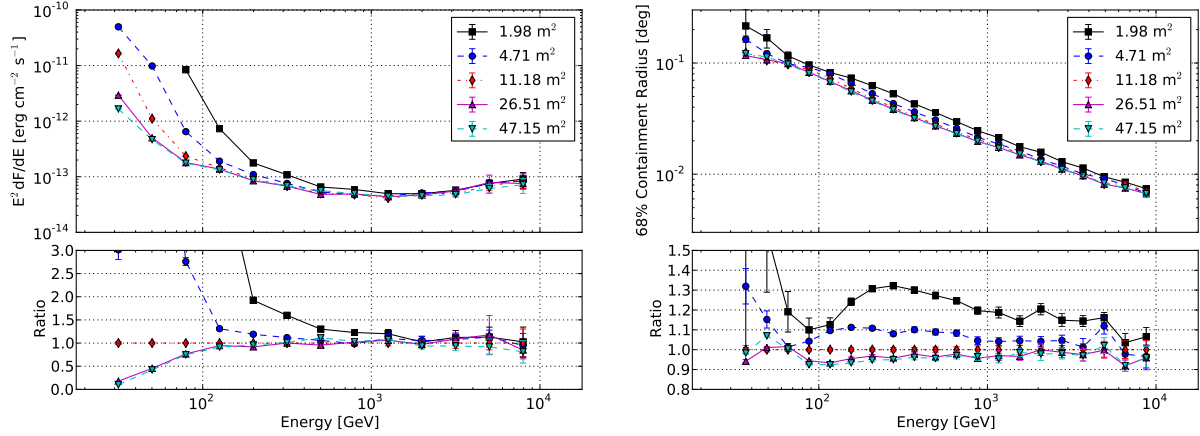 E² dF/dE [erg cm⁻² s⁻¹]
10⁻¹⁰
10⁻¹¹
10⁻¹²
10⁻¹³
10⁻¹⁴
1.98 m²
4.71 m²
11.18 m²
26.51 m²
47.15 m²
Ratio
3.0
2.5
2.0
1.5
1.0
0.5
0.0
10²
10³
10⁴
Energy [GeV]
68% Containment Radius [deg]
10⁻¹
10⁻²
1.98 m²
4.71 m²
11.18 m²
26.51 m²
47.15 m²
Ratio
1.5
1.4
1.3
1.2
1.1
1.0
0.9
0.8
10²
10³
10⁴
Energy [GeV]